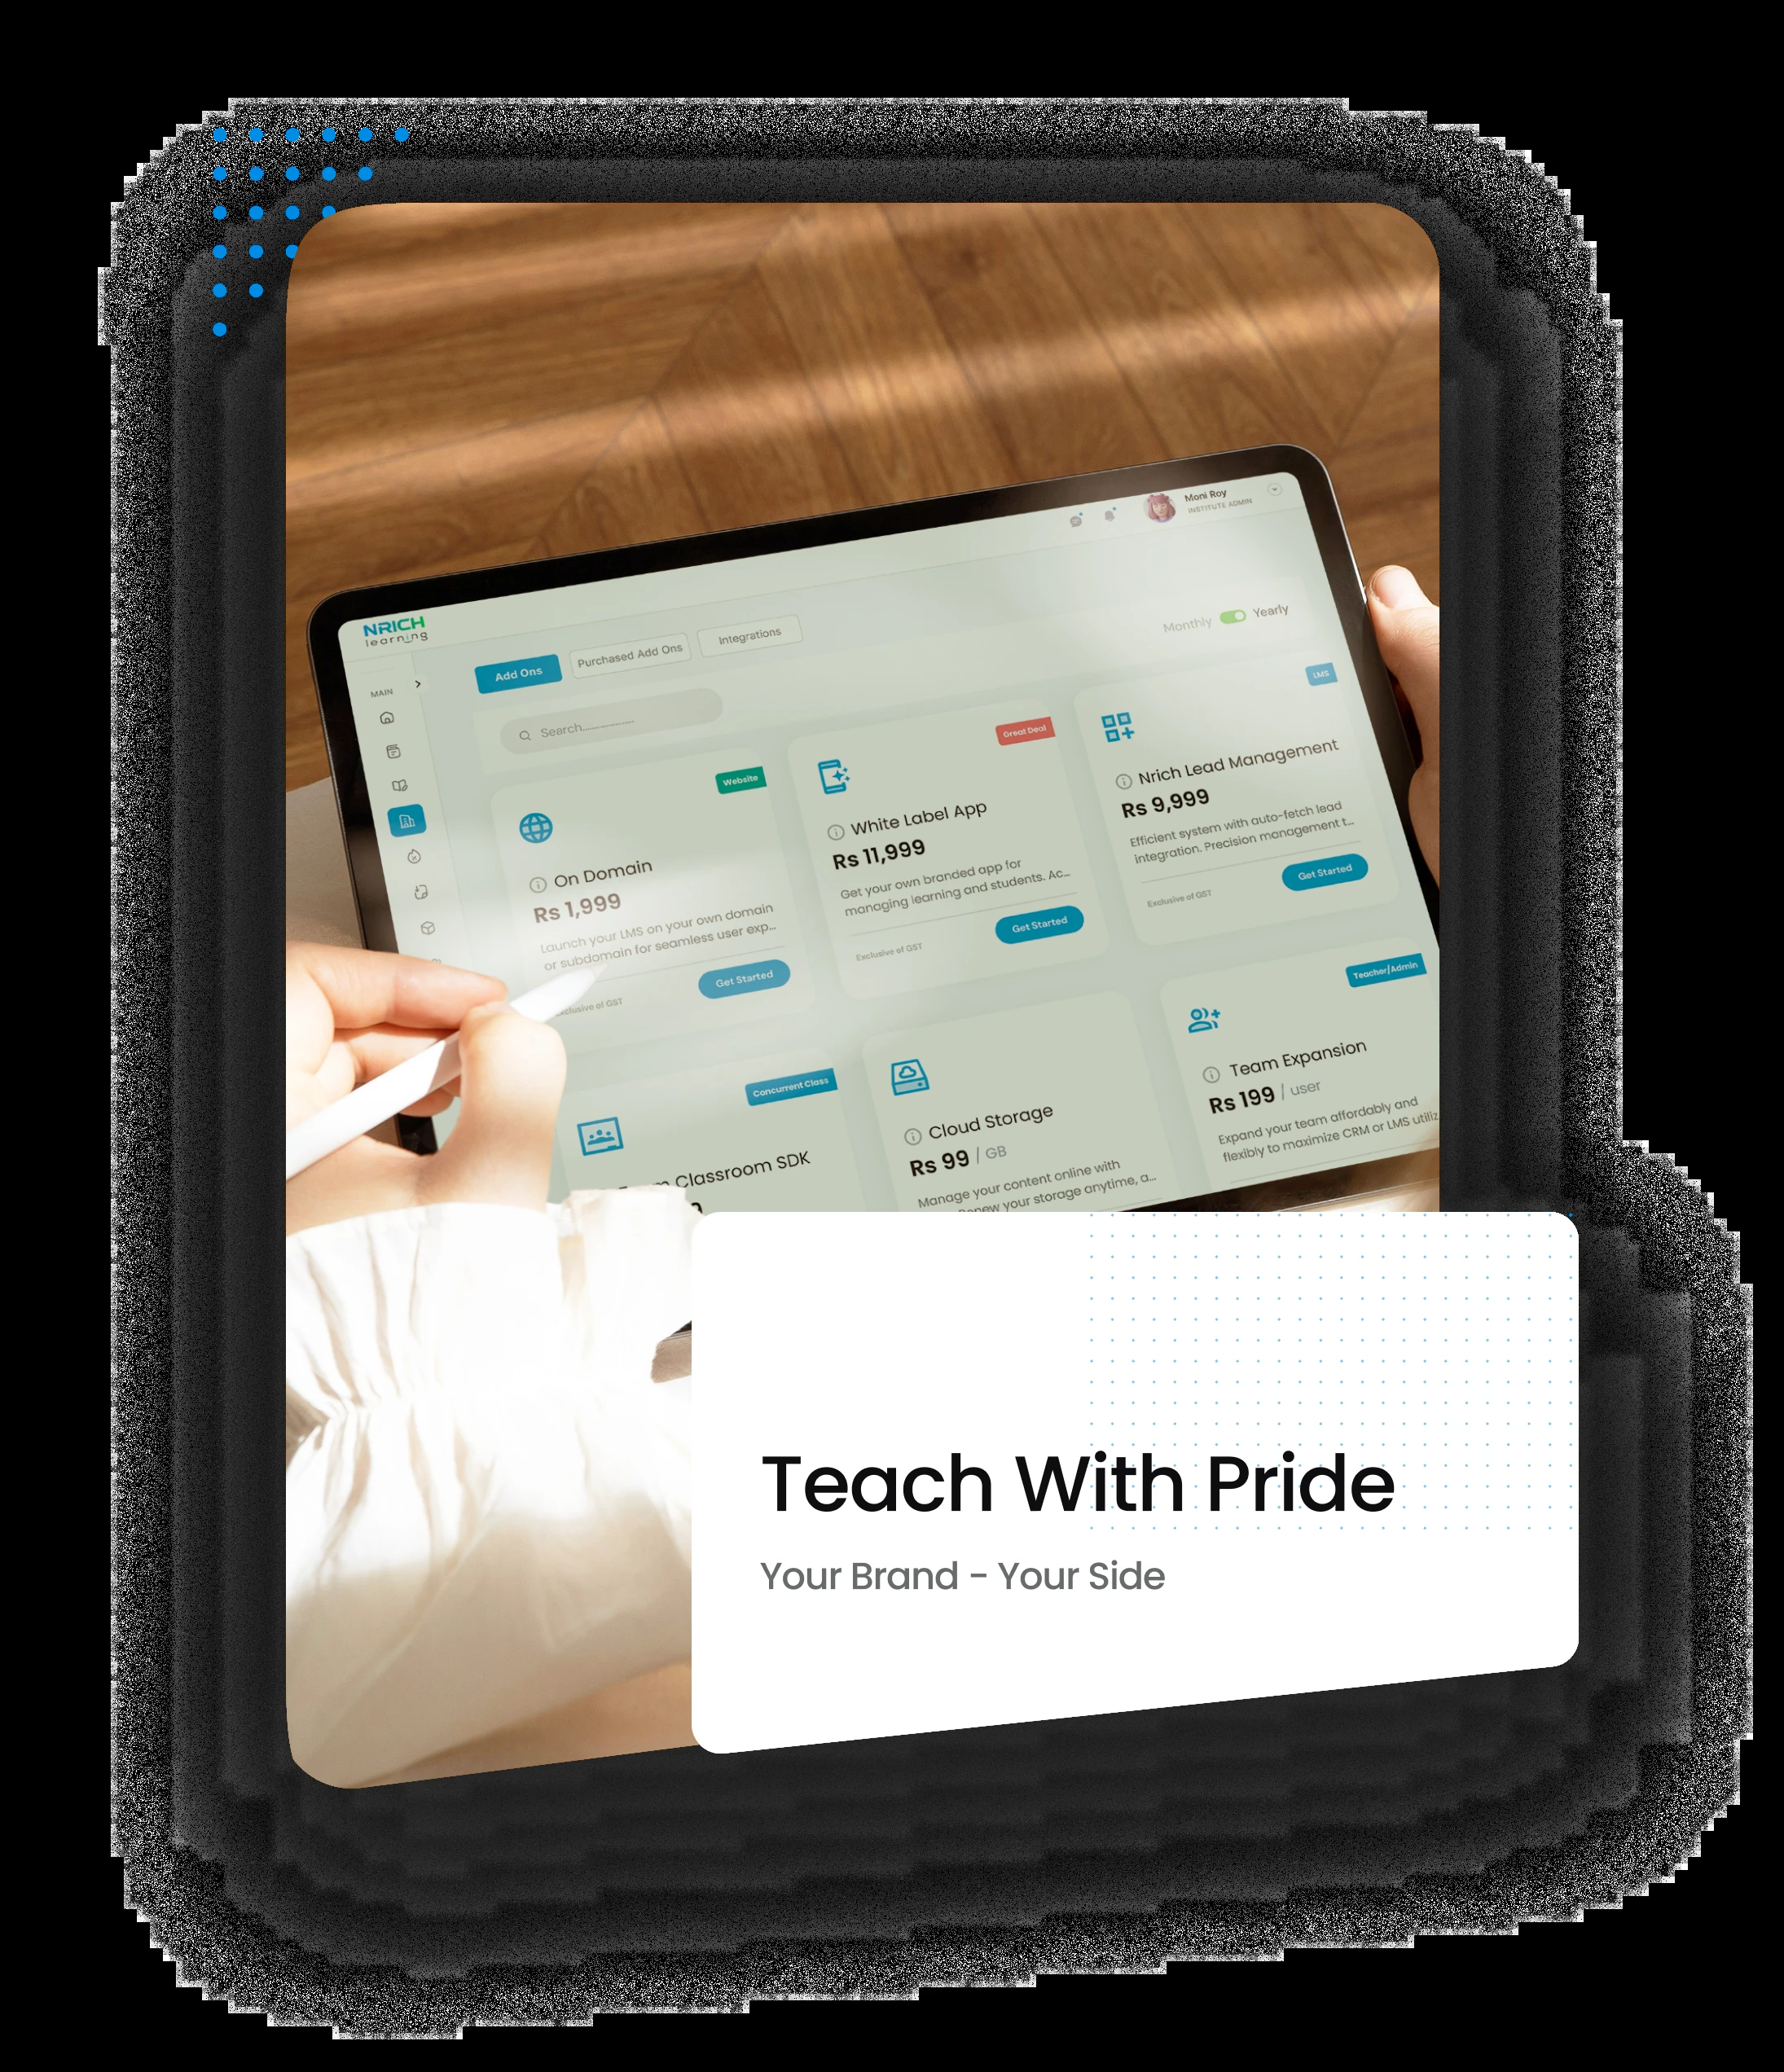 Moni Roy
INSTITUTE ADMIN
NRICH
learning
Add Ons
Purchased Add Ons
Integrations
Monthly
Yearly
MAIN
Search
Website
On Domain
Rs 1,999
Launch your LMS on your own domain
or subdomain for seamless user exp...
Exclusive of GST
Get Started
Great Deal
White Label App
Rs 11,999
Get your own branded app for
managing learning and students. Ac...
Exclusive of GST
Get Started
LMS
Nrich Lead Management
Rs 9,999
Efficient system with auto-fetch lead
integration. Precision management t...
Exclusive of GST
Get Started
Concurrent Class
Classroom SDK
Cloud Storage
Rs 99 / GB
Manage your content online with
your storage anytime, a...
Teacher/Admin
Team Expansion
Rs 199 / user
Expand your team affordably and
flexibly to maximize CRM or LMS utiliz
Teach With Pride
Your Brand - Your Side